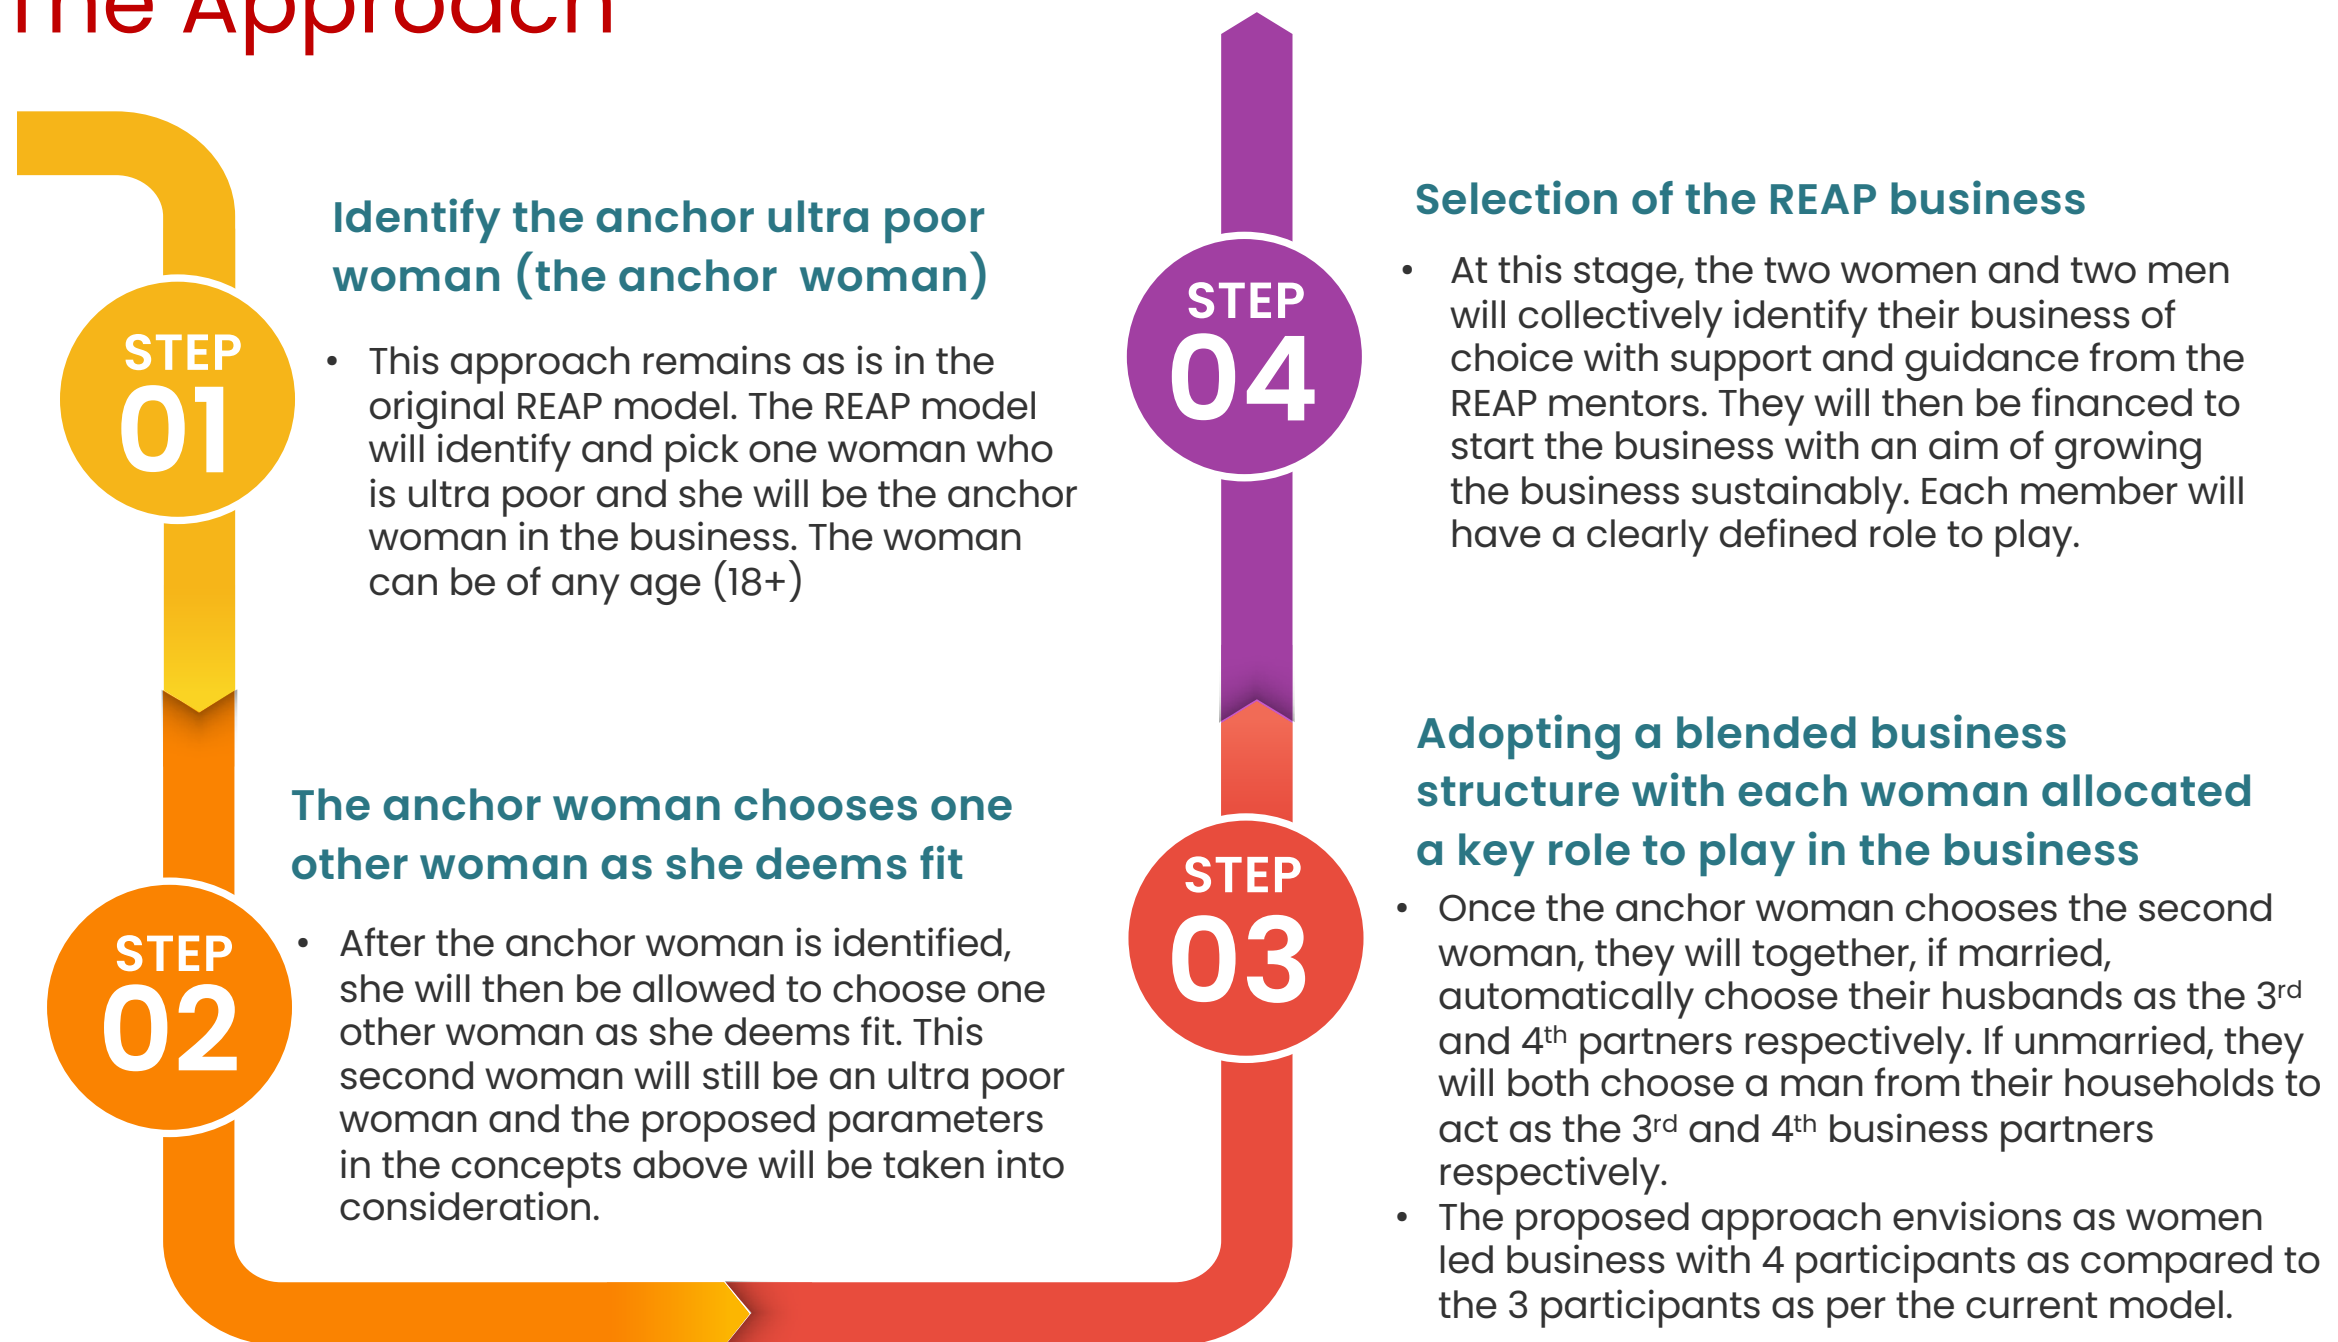 The Approach
STEP
01
Identify the anchor ultra poor
woman (the anchor  woman)
• This approach remains as is in the
original REAP model. The REAP model
will identify and pick one woman who
is ultra poor and she will be the anchor
woman in the business. The woman
can be of any age (18+)
STEP
02
The anchor woman chooses one
other woman as she deems fit
• After the anchor woman is identified,
she will then be allowed to choose one
other woman as she deems fit. This
second woman will still be an ultra poor
woman and the proposed parameters
in the concepts above will be taken into
consideration.
STEP
03
Adopting a blended business
structure with each woman allocated
a key role to play in the business
• Once the anchor woman chooses the second
woman, they will together, if married,
automatically choose their husbands as the 3rd
and 4th partners respectively. If unmarried, they
will both choose a man from their households to
act as the 3rd and 4th business partners
respectively.
• The proposed approach envisions as women
led business with 4 participants as compared to
the 3 participants as per the current model.
STEP
04
Selection of the REAP business
• At this stage, the two women and two men
will collectively identify their business of
choice with support and guidance from the
REAP mentors. They will then be financed to
start the business with an aim of growing
the business sustainably. Each member will
have a clearly defined role to play.